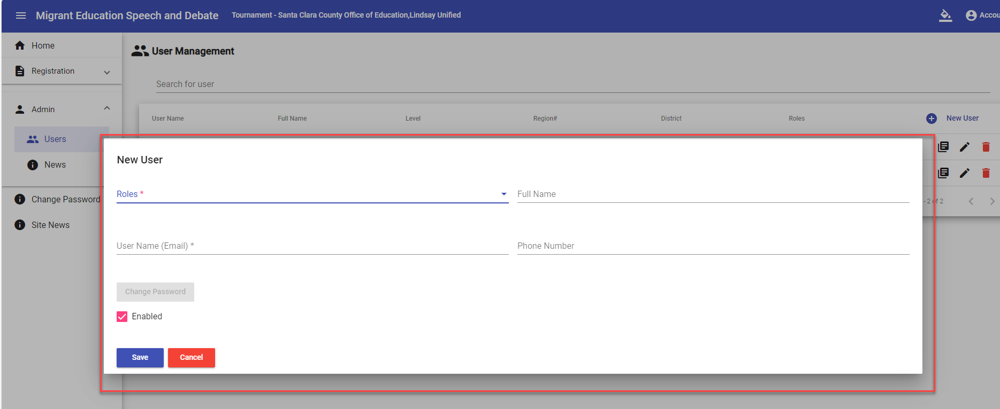 Migrant Education Speech and Debate
Tournament - Santa Clara County Office of Education,Lindsay Unified
Accou
Home
Registration
Admin
Users
News
Change Password
Site News
User Management
Search for user
User Name Full Name Level Region# District Roles New User
- 2 of 2
New User
Roles * Full Name
User Name (Email) * Phone Number
Change Password
Enabled
Save Cancel